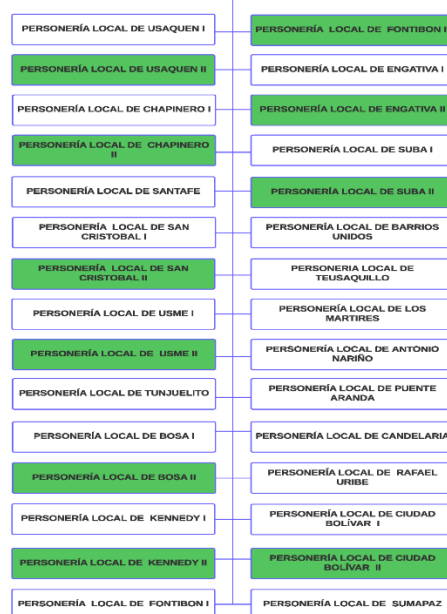 PERSONERÍA LOCAL DE USAQUEN I
PERSONERÍA LOCAL DE USAQUEN II
PERSONERÍA LOCAL DE CHAPINERO I
PERSONERÍA LOCAL DE CHAPINERO
II
PERSONERÍA LOCAL DE SANTAFE
PERSONERÍA LOCAL DE SAN
CRISTOBAL I
PERSONERÍA LOCAL DE SAN
CRISTOBAL II
PERSONERÍA LOCAL DE USME I
PERSONERÍA LOCAL DE USME II
PERSONERÍA LOCAL DE TUNJUELITO
PERSONERÍA LOCAL DE BOSA I
PERSONERÍA LOCAL DE BOSA II
PERSONERÍA LOCAL DE KENNEDY I
PERSONERÍA LOCAL DE KENNEDY II
PERSONERÍA LOCAL DE FONTIBON I
PERSONERÍA LOCAL DE FONTIBON II
PERSONERÍA LOCAL DE ENGATIVA I
PERSONERÍA LOCAL DE ENGATIVA II
PERSONERÍA LOCAL DE SUBA I
PERSONERÍA LOCAL DE SUBA II
PERSONERÍA LOCAL DE BARRIOS
UNIDOS
PERSONERIA LOCAL DE
TEUSAQUILLO
PERSONERÍA LOCAL DE LOS
MARTIRES
PERSONERÍA LOCAL DE ANTONIO
NARIÑO
PERSONERÍA LOCAL DE PUENTE
ARANDA
PERSONERÍA LOCAL DE CANDELARIA
PERSONERÍA LOCAL DE RAFAEL
URIBE
PERSONERÍA LOCAL DE CIUDAD
BOLÍVAR I
PERSONERÍA LOCAL DE CIUDAD
BOLÍVAR II
PERSONERÍA LOCAL DE SUMAPAZ